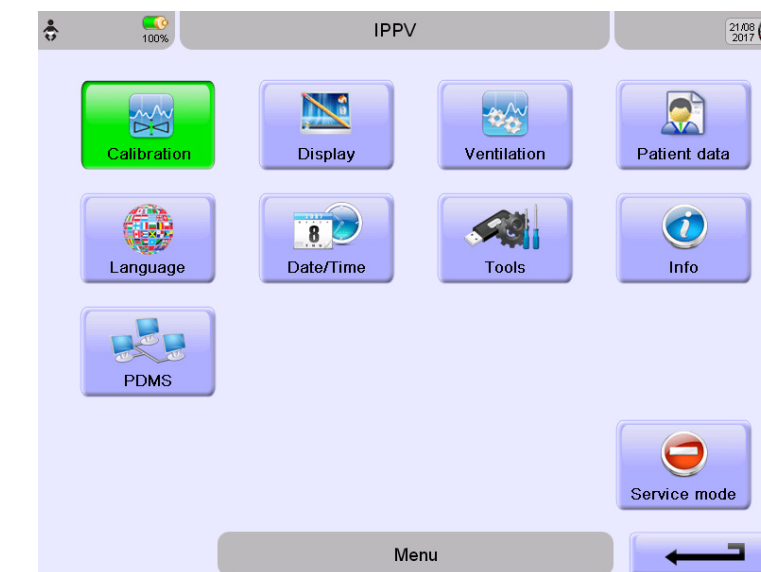 IPPV
21/08
100%
2017
Calibration
Display
Ventilation
Patient data
8
Language
Date/Time
Tools
Info
PDMS
Service mode
Menu